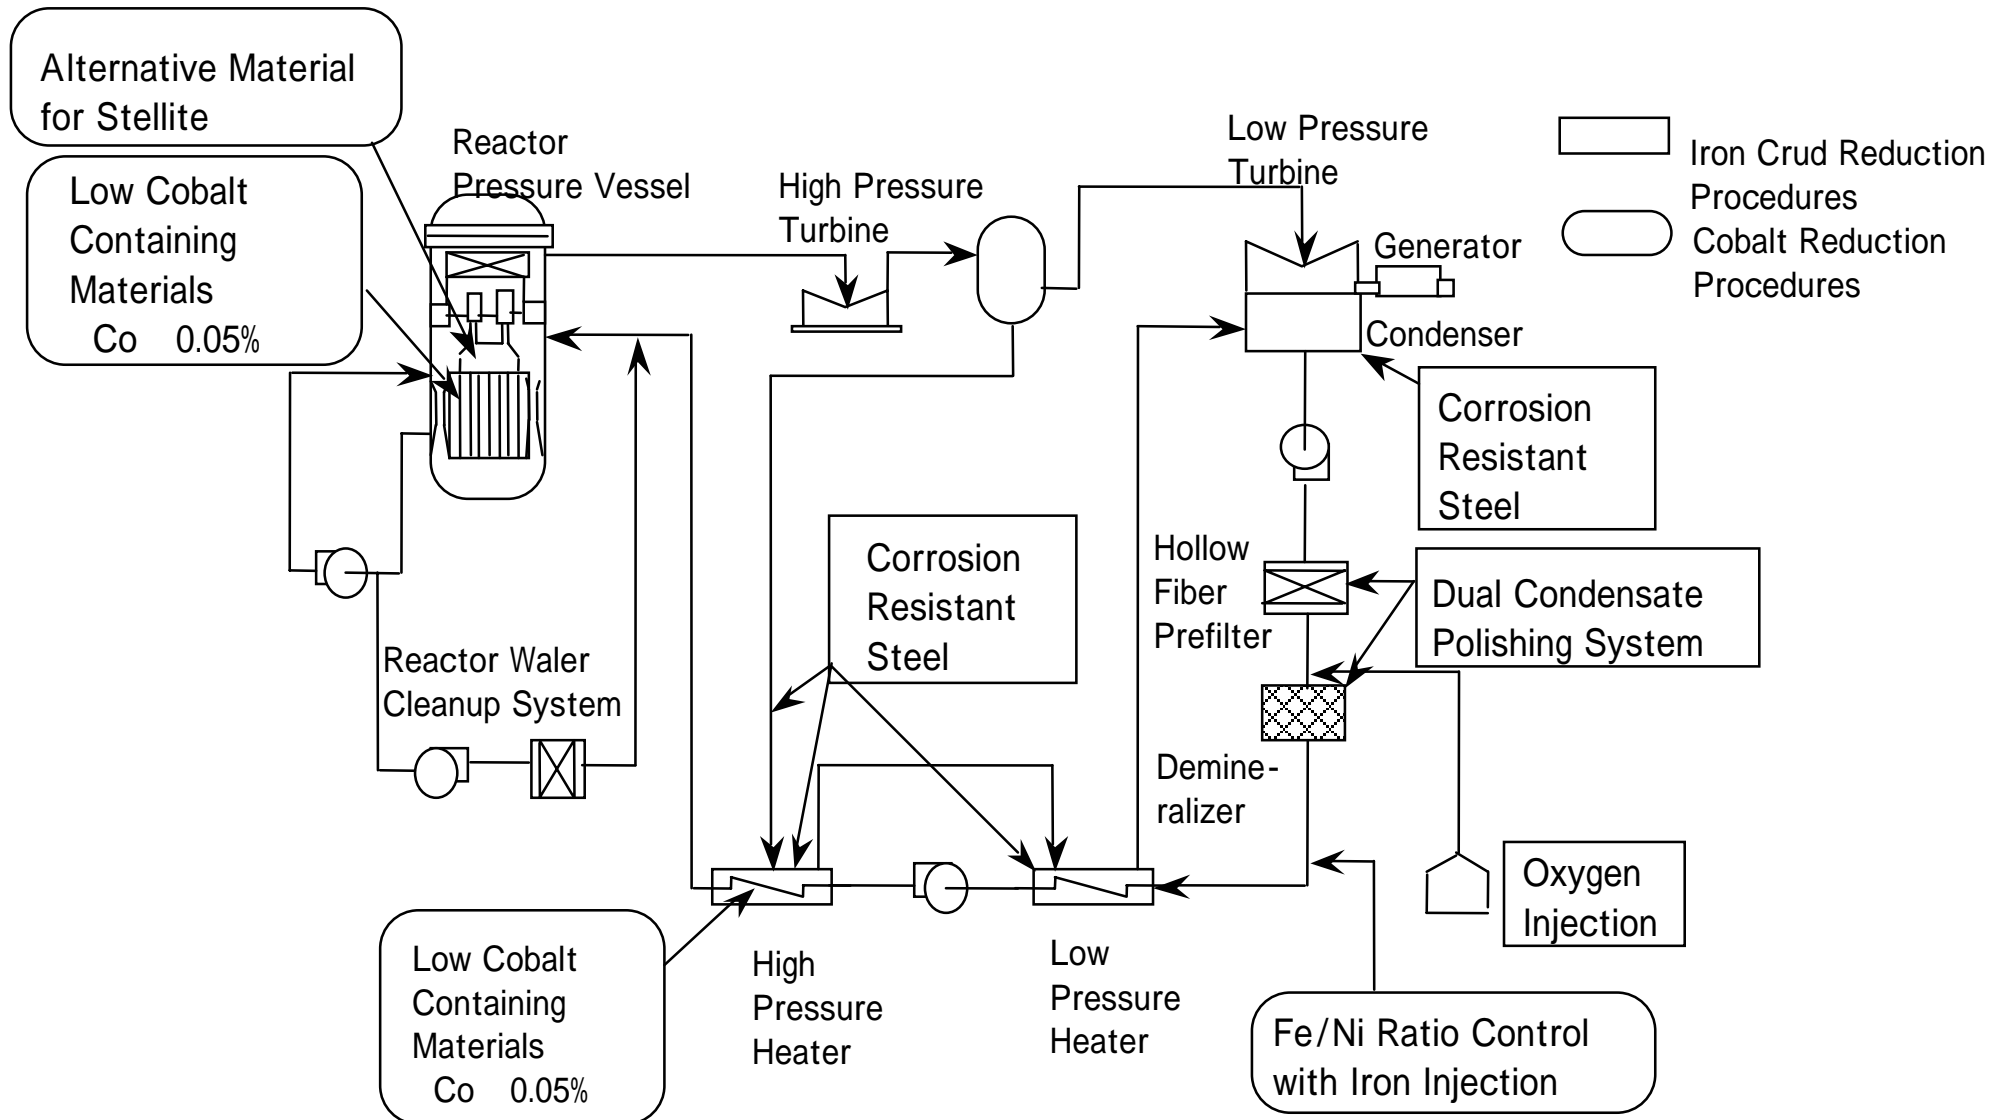 Alternative Material
for Stellite
Low Cobalt
Containing
Materials
Co 0.05%
Reactor
Pressure Vessel
High Pressure
Turbine
Low Pressure
Turbine
Iron Crud Reduction
Procedures
Cobalt Reduction
Procedures
Generator
Condenser
Corrosion
Resistant
Steel
Corrosion
Resistant
Steel
Hollow
Fiber
Prefilter
Dual Condensate
Polishing System
Reactor Waler
Cleanup System
Demine-
ralizer
Oxygen
Injection
Low Cobalt
Containing
Materials
Co 0.05%
High
Pressure
Heater
Low
Pressure
Heater
Fe/Ni Ratio Control
with Iron Injection